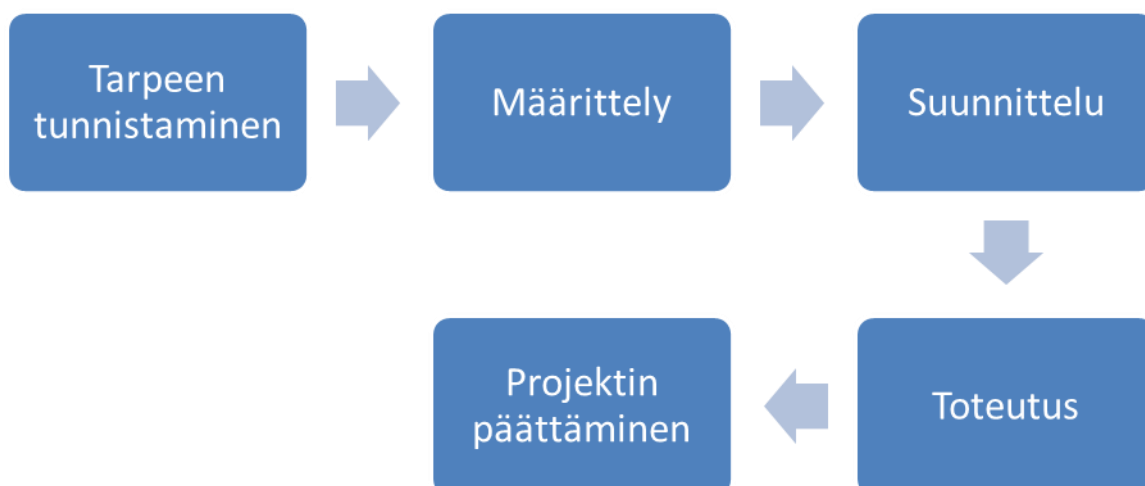 Tarpeen
tunnistaminen
Määrittely
Suunnittelu
Toteutus
Projektin
päättäminen